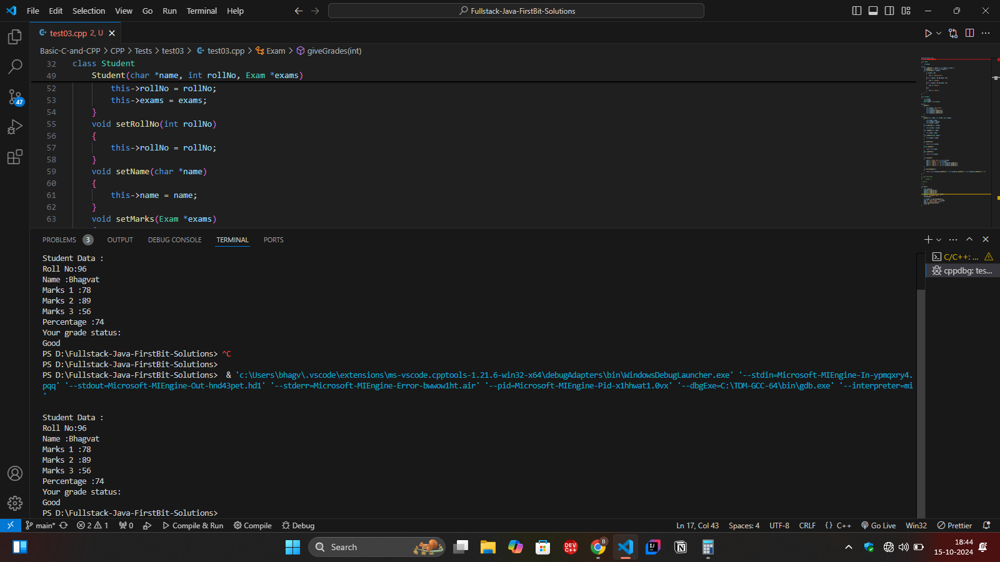 File Edit Selection View Go Run Terminal Help
Fullstack-Java-FirstBit-Solutions
test03.cpp 2, U
Basic-C-and-CPP > CPP > Tests > test03 > test03.cpp > Exam > giveGrades(int)
32 class Student
49 Student(char *name, int rollNo, Exam *exams)
52 this->rollNo = rollNo;
53 this->exams = exams;
54 }
55 void setRollNo(int rollNo)
56 {
57 this->rollNo = rollNo;
58 }
59 void setName(char *name)
60 {
61 this->name = name;
62 }
63 void setMarks(Exam *exams)
PROBLEMS 3 OUTPUT DEBUG CONSOLE TERMINAL PORTS
C/C++: ...
cppdbg: tes...
Student Data :
Roll No:96
Name :Bhagvat
Marks 1 :78
Marks 2 :89
Marks 3 :56
Percentage :74
Your grade status:
Good
PS D:\Fullstack-Java-FirstBit-Solutions> ^C
PS D:\Fullstack-Java-FirstBit-Solutions>
PS D:\Fullstack-Java-FirstBit-Solutions>  & 'c:\Users\bhagv\.vscode\extensions\ms-vscode.cpptools-1.21.6-win32-x64\debugAdapters\bin\WindowsDebugLauncher.exe' '--stdin=Microsoft-MIEngine-In-ypmqxry4.
pqq' '--stdout=Microsoft-MIEngine-Out-hnd43pet.hd1' '--stderr=Microsoft-MIEngine-Error-bwwow1ht.air' '--pid=Microsoft-MIEngine-Pid-x1hhwat1.0vx' '--dbgExe=C:\TDM-GCC-64\bin\gdb.exe' '--interpreter=mi
'
Student Data :
Roll No:96
Name :Bhagvat
Marks 1 :78
Marks 2 :89
Marks 3 :56
Percentage :74
Your grade status:
Good
PS D:\Fullstack-Java-FirstBit-Solutions>
47
main* 2 1 0 Compile & Run Compile Debug Ln 17, Col 43 Spaces: 4 UTF-8 CRLF {} C++ Go Live Win32 Prettier
Search
DEV C++
B
IJ
18:44
15-10-2024